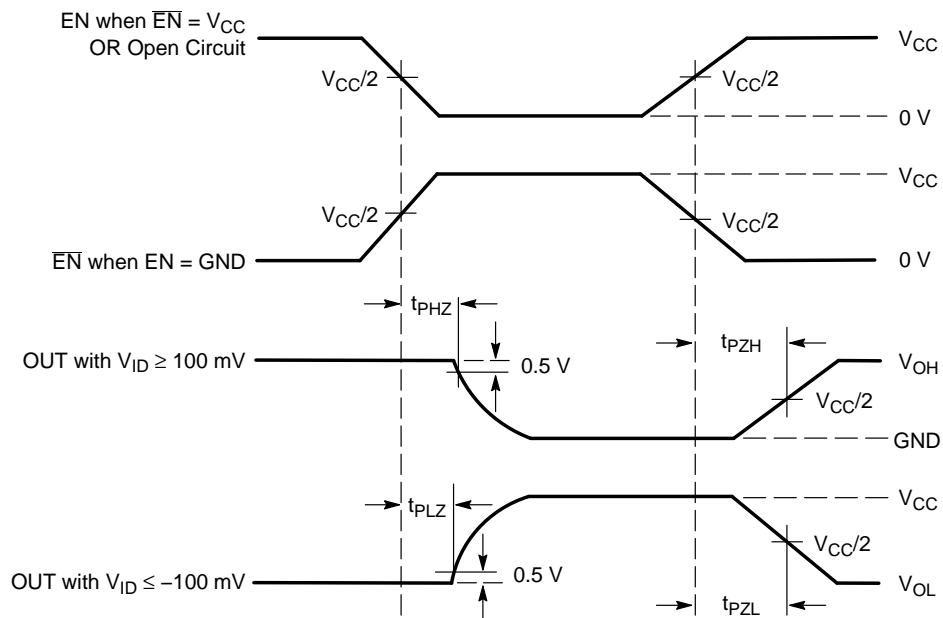 EN when E̅N̅ = VCC
OR Open Circuit
VCC
VCC/2
VCC/2
0 V
VCC
VCC/2
VCC/2
E̅N̅ when EN = GND
0 V
tPHZ
OUT with VID ≥ 100 mV
0.5 V
tPZH
VOH
VCC/2
GND
tPLZ
VCC
VCC/2
OUT with VID ≤ −100 mV
0.5 V
VOL
tPZL